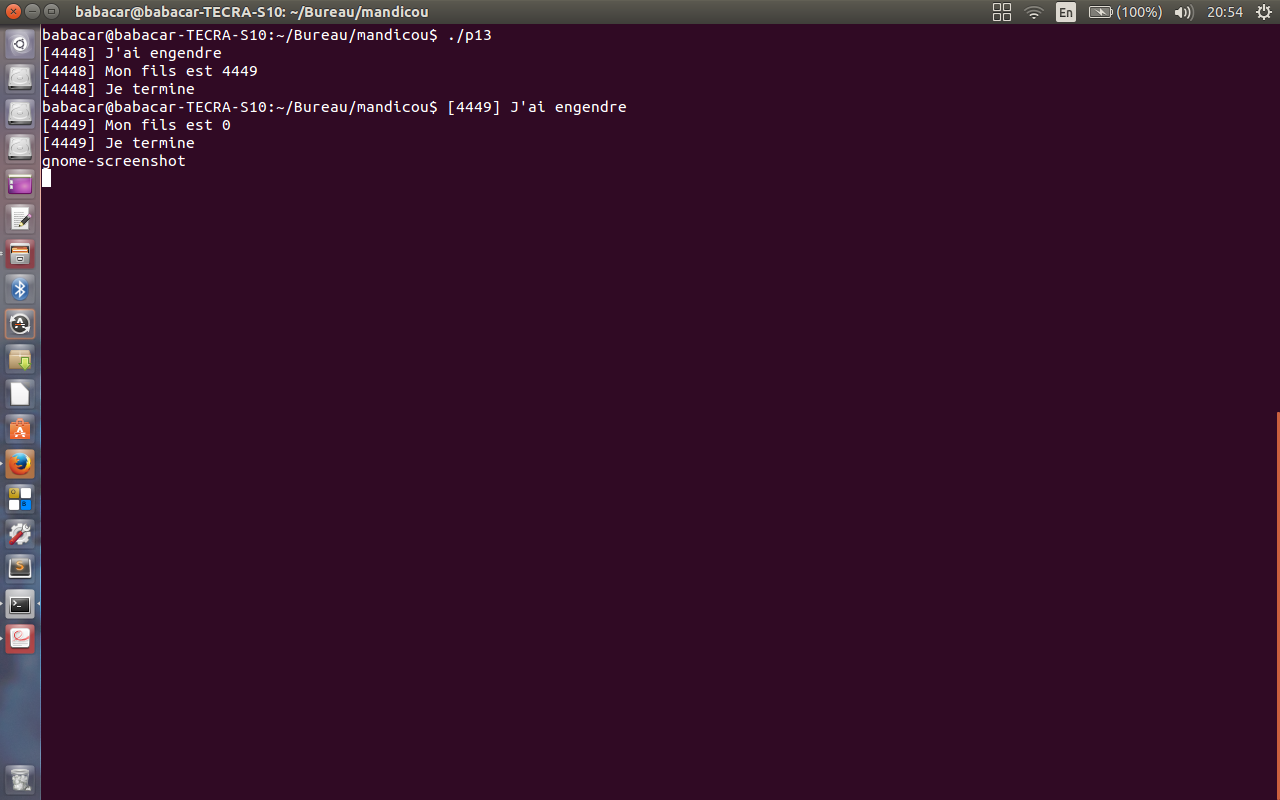 babacar@babacar-TECRA-S10: ~/Bureau/mandicou
En
(100%)
20:54
babacar@babacar-TECRA-S10:~/Bureau/mandicou$ ./p13
[4448] J'ai engendre
[4448] Mon fils est 4449
[4448] Je termine
babacar@babacar-TECRA-S10:~/Bureau/mandicou$ [4449] J'ai engendre
[4449] Mon fils est 0
[4449] Je termine
gnome-screenshot